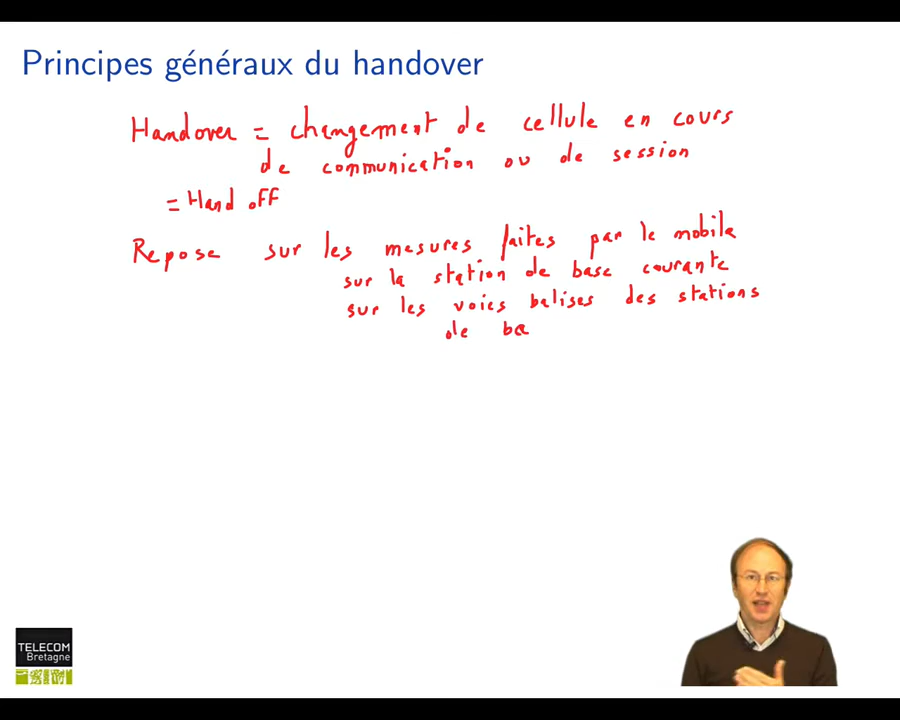 Principes généraux du handover
Handover = changement de cellule en cours
de communication ou de session
= Hand off
Repose sur les mesures faites par le mobile
sur la station de base courante
sur les voies balises des stations
de ba
TELECOM
Bretagne